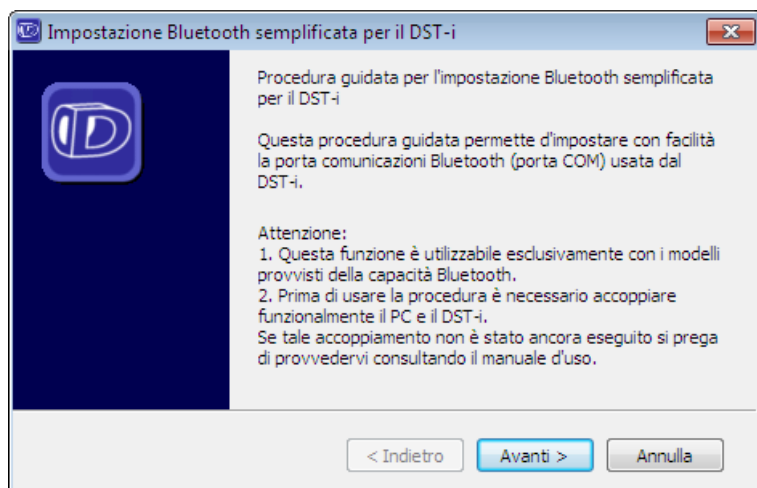 Impostazione Bluetooth semplificata per il DST-i
Procedura guidata per l'impostazione Bluetooth semplificata
per il DST-i
Questa procedura guidata permette d'impostare con facilità
la porta comunicazioni Bluetooth (porta COM) usata dal
DST-i.
Attenzione:
1. Questa funzione è utilizzabile esclusivamente con i modelli
provvisti della capacità Bluetooth.
2. Prima di usare la procedura è necessario accoppiare
funzionalmente il PC e il DST-i.
Se tale accoppiamento non è stato ancora eseguito si prega
di provvedervi consultando il manuale d'uso.
< Indietro
Avanti >
Annulla